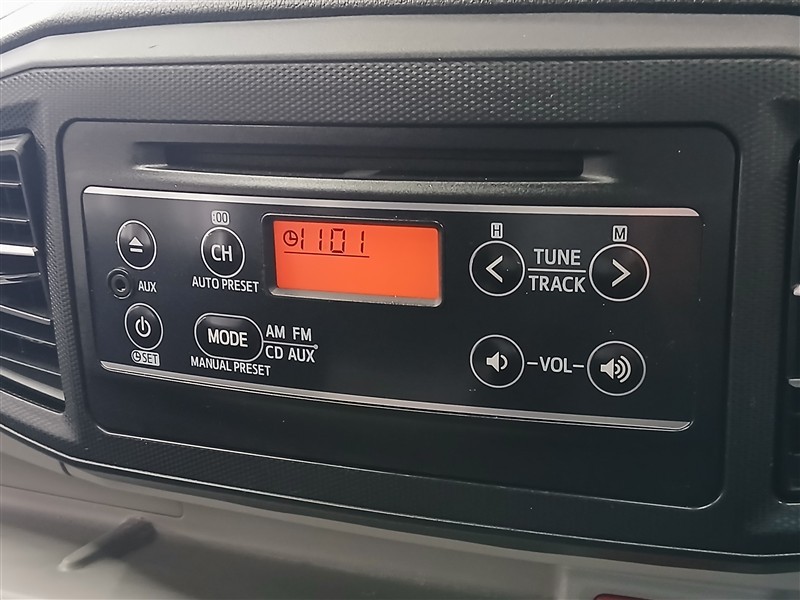 :00
CH
AUTO PRESET
AUX
SET
1101
MODE
AM FM
CD AUX
MANUAL PRESET
H
M
< TUNE >
TRACK
-VOL-